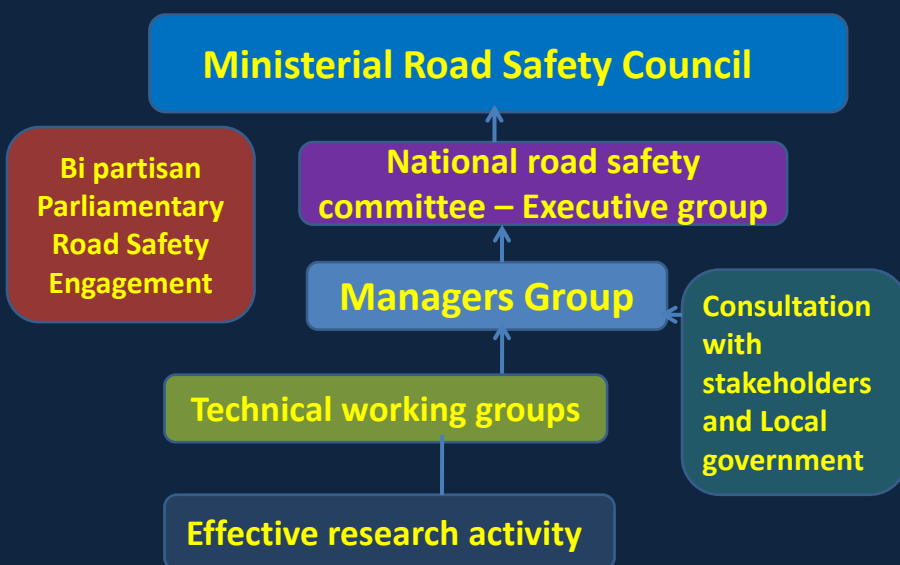 Ministerial Road Safety Council
Bi partisan
Parliamentary
Road Safety
Engagement
National road safety
committee – Executive group
Managers Group
Consultation
with
stakeholders
and Local
government
Technical working groups
Effective research activity